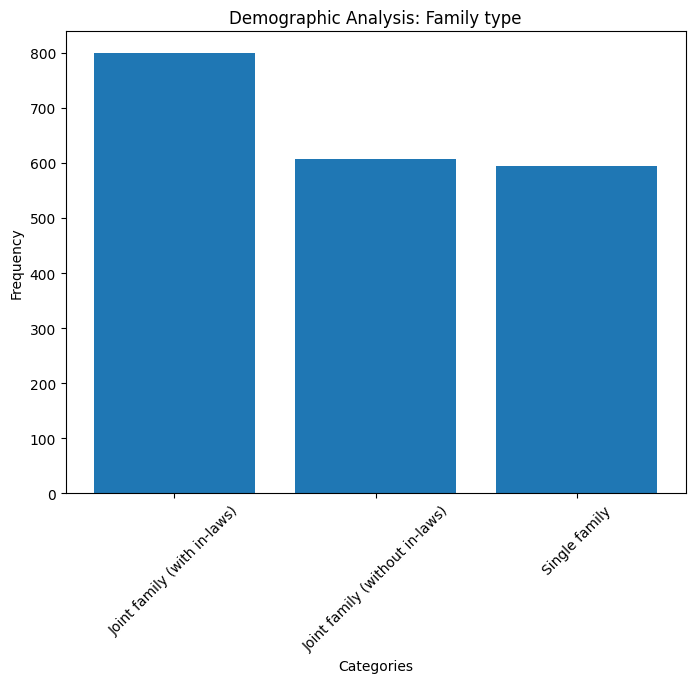 Demographic Analysis: Family type
Frequency
800
700
600
500
400
300
200
100
0
Joint family (with in-laws)
Joint family (without in-laws)
Single family
Categories